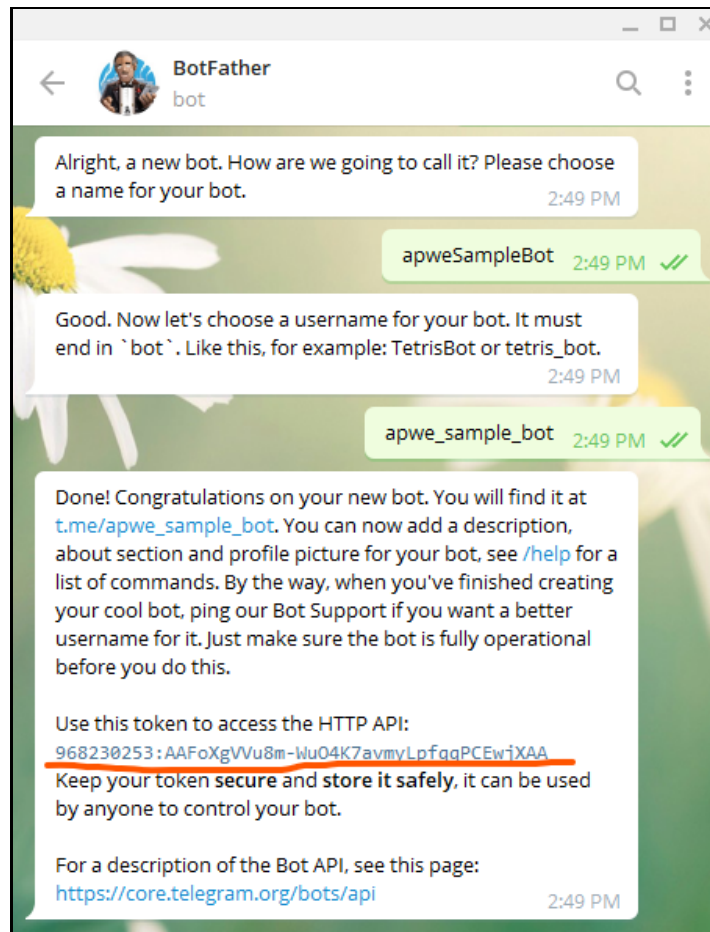 BotFather
bot
Alright, a new bot. How are we going to call it? Please choose
a name for your bot.
2:49 PM
apweSampleBot
2:49 PM
Good. Now let's choose a username for your bot. It must
end in `bot`. Like this, for example: TetrisBot or tetris_bot.
2:49 PM
apwe_sample_bot
2:49 PM
Done! Congratulations on your new bot. You will find it at
t.me/apwe_sample_bot. You can now add a description,
about section and profile picture for your bot, see /help for a
list of commands. By the way, when you've finished creating
your cool bot, ping our Bot Support if you want a better
username for it. Just make sure the bot is fully operational
before you do this.
Use this token to access the HTTP API:
Keep your token secure and store it safely, it can be used
by anyone to control your bot.
For a description of the Bot API, see this page:
https://core.telegram.org/bots/api
2:49 PM